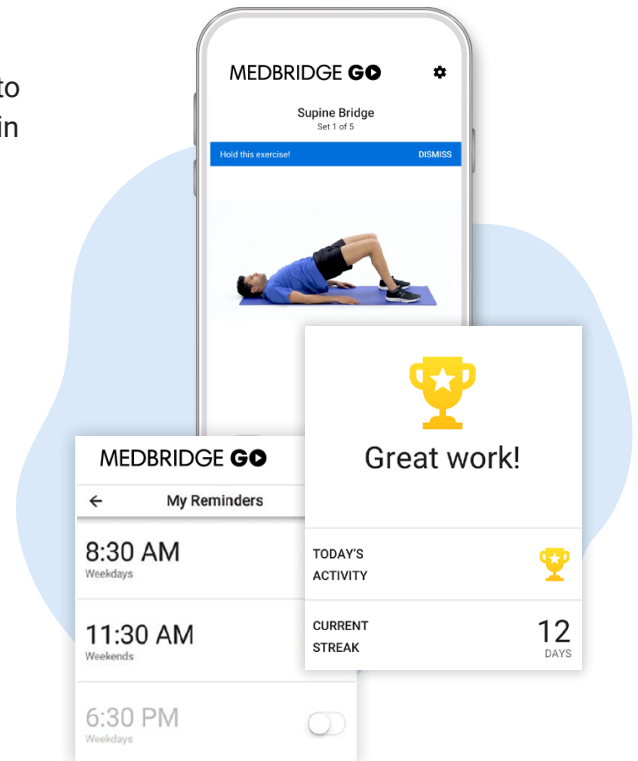 to
in
MEDBRIDGE GO
Supine Bridge
Set 1 of 5
Hold this exercise! DISMISS
Great work!
TODAY'S
ACTIVITY
CURRENT
STREAK
12
DAYS
MEDBRIDGE GO
My Reminders
8:30 AM
Weekdays
11:30 AM
Weekends
6:30 PM
Weekdays